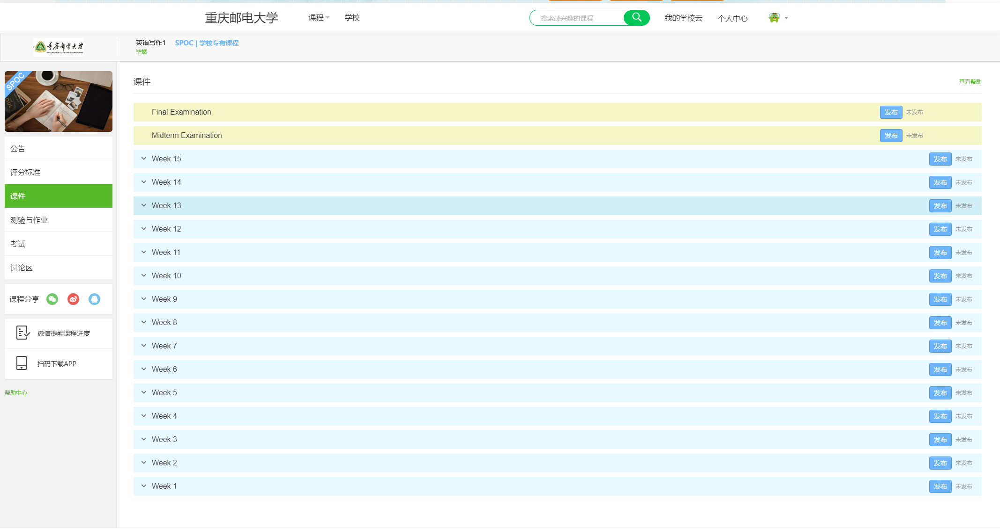 重庆邮电大学 课程 学校 搜索感兴趣的课程 我的学校云 个人中心
重庆邮电大学
英语写作1 SPOC | 学校专有课程
毕燃
SPOC
公告
评分标准
课件
测验与作业
考试
讨论区
课程分享
微信提醒课程进度
扫码下载APP
帮助中心
课件 查看帮助
Final Examination 发布 未发布
Midterm Examination 发布 未发布
Week 15 发布 未发布
Week 14 发布 未发布
Week 13 发布 未发布
Week 12 发布 未发布
Week 11 发布 未发布
Week 10 发布 未发布
Week 9 发布 未发布
Week 8 发布 未发布
Week 7 发布 未发布
Week 6 发布 未发布
Week 5 发布 未发布
Week 4 发布 未发布
Week 3 发布 未发布
Week 2 发布 未发布
Week 1 发布 未发布